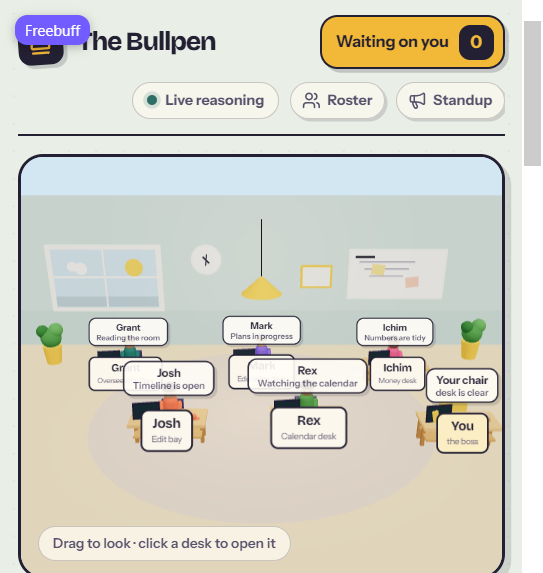 Freebuff
The Bullpen
Waiting on you 0
Live reasoning
Roster
Standup
Grant
Reading the room
Mark
Plans in progress
Ichim
Numbers are tidy
Grant
Josh
Timeline is open
Mark
Rex
Watching the calendar
Ichim
Money desk
Your chair
desk is clear
Josh
Edit bay
Rex
Calendar desk
You
the boss
Drag to look · click a desk to open it